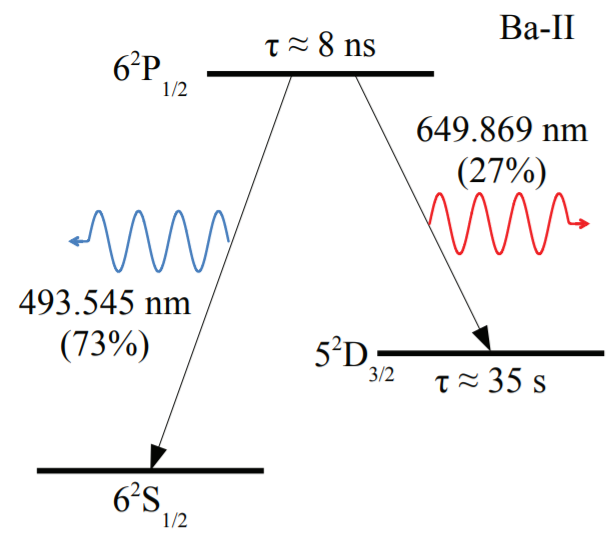 Ba-II
τ ≈ 8 ns
6²P₁/₂
649.869 nm
(27%)
493.545 nm
(73%)
5²D₃/₂
τ ≈ 35 s
6²S₁/₂